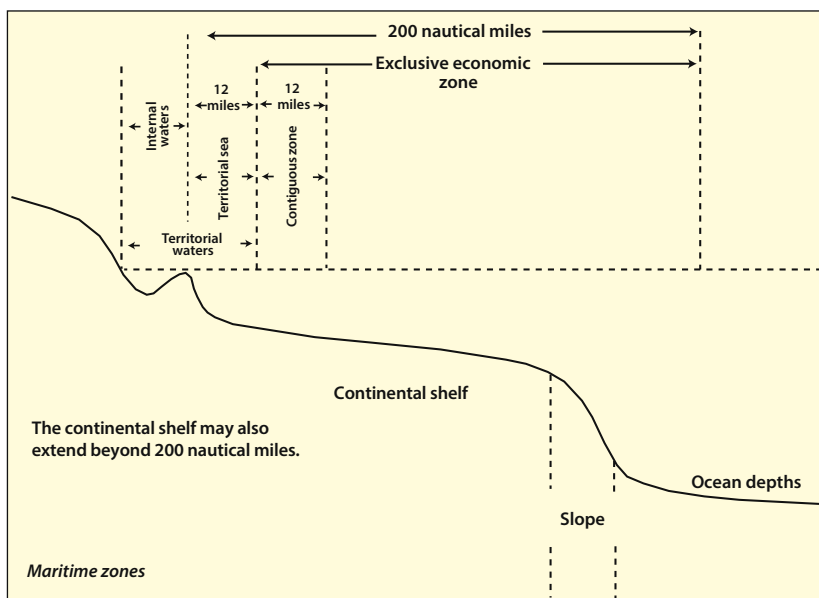 200 nautical miles
Exclusive economic
zone
12
miles
12
miles
Internal
waters
Territorial sea
Contiguous zone
Territorial
waters
Continental shelf
The continental shelf may also
extend beyond 200 nautical miles.
Ocean depths
Slope
Maritime zones